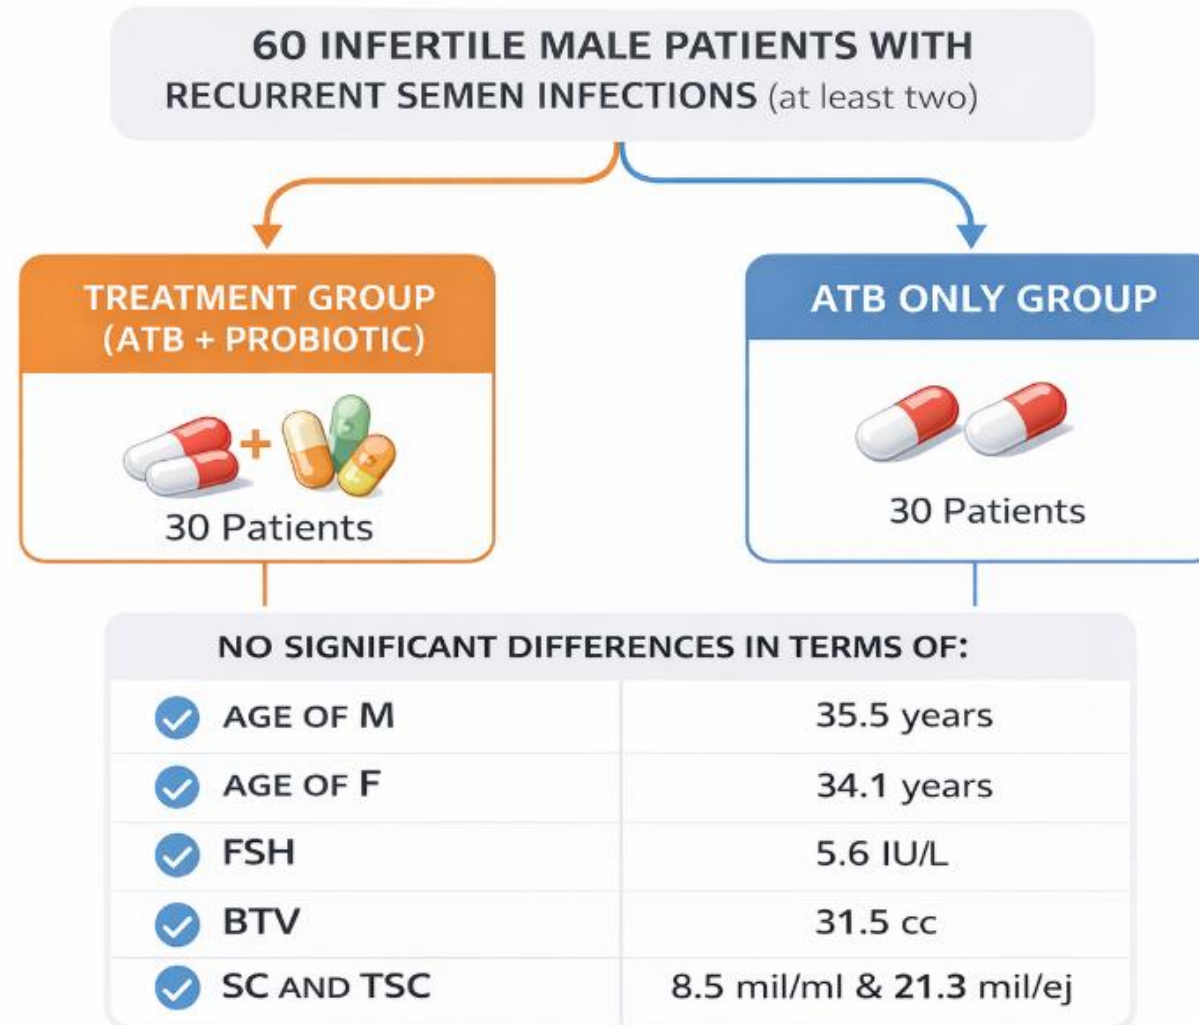 60 INFERTILE MALE PATIENTS WITH
RECURRENT SEMEN INFECTIONS (at least two)
TREATMENT GROUP
(ATB + PROBIOTIC)
+
30 Patients
ATB ONLY GROUP
30 Patients
NO SIGNIFICANT DIFFERENCES IN TERMS OF:
AGE OF M 35.5 years
AGE OF F 34.1 years
FSH 5.6 IU/L
BTV 31.5 cc
SC AND TSC 8.5 mil/ml & 21.3 mil/ej